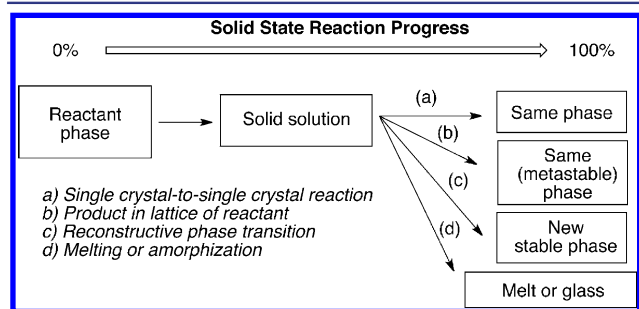 Solid State Reaction Progress
0%
100%
Reactant
phase
Solid solution
(a)
(b)
(c)
(d)
Same phase
Same
(metastable)
phase
New
stable phase
Melt or glass
a) Single crystal-to-single crystal reaction
b) Product in lattice of reactant
c) Reconstructive phase transition
d) Melting or amorphization